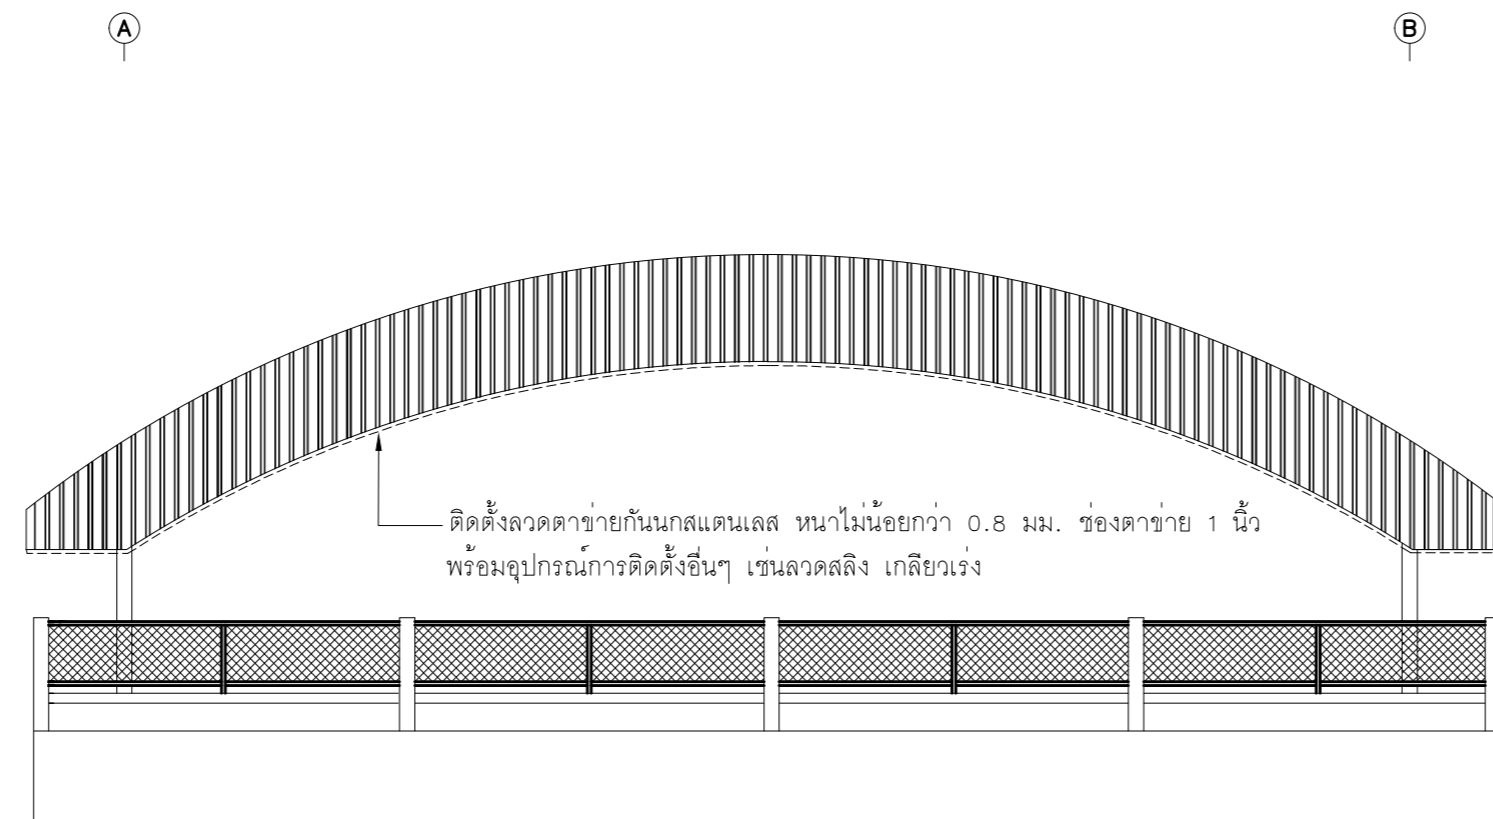 A
B
ติดตั้งลวดตาข่ายกันนกสแตนเลส หนาไม่น้อยกว่า 0.8 มม. ช่องตาข่าย 1 นิ้ว
พร้อมอุปกรณ์การติดตั้งอื่นๆ เช่นลวดสลิง เกลียวเร่ง